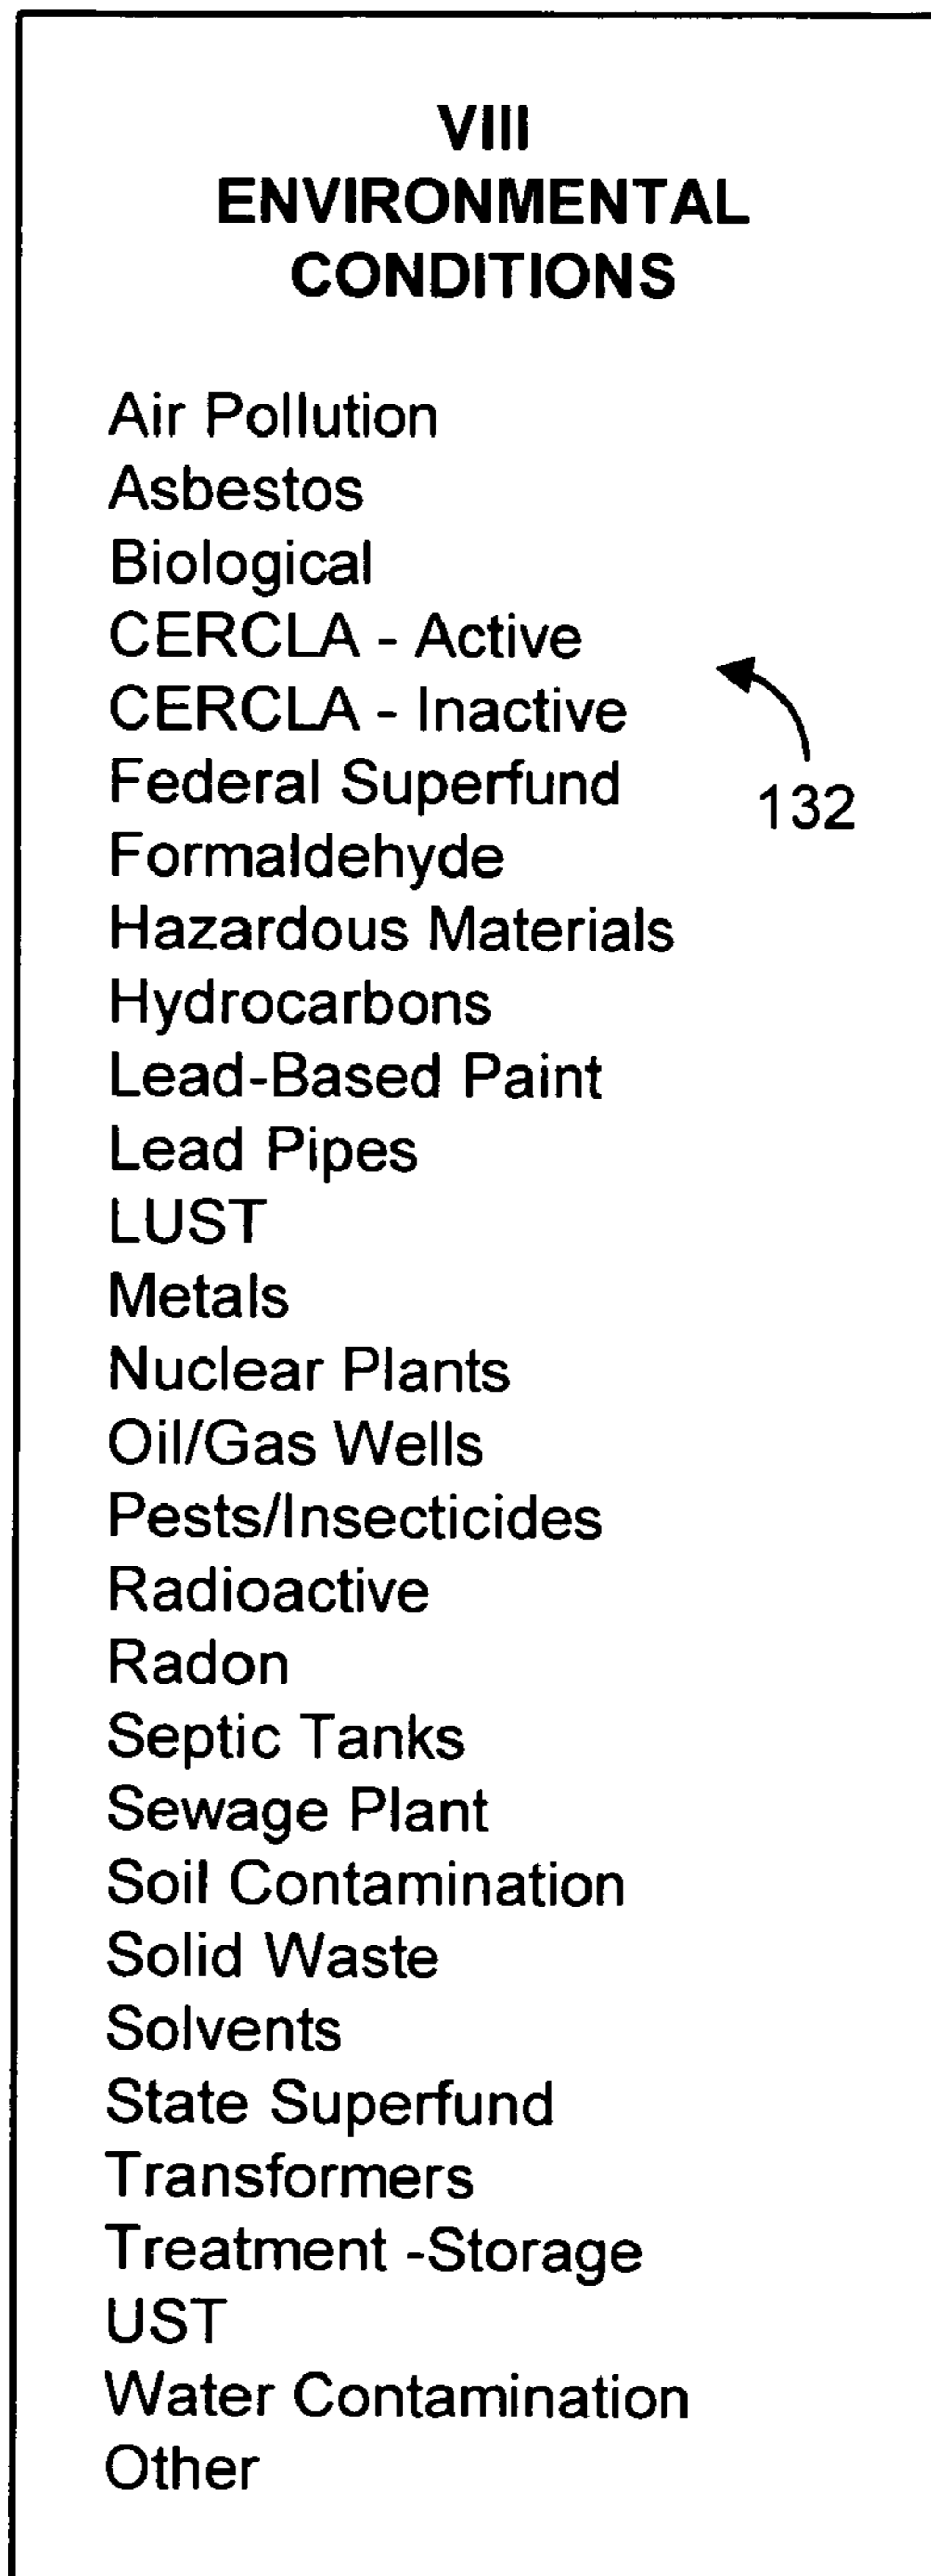 VIII
ENVIRONMENTAL
CONDITIONS
Air Pollution
Asbestos
Biological
CERCLA - Active
CERCLA - Inactive
Federal Superfund
132
Formaldehyde
Hazardous Materials
Hydrocarbons
Lead-Based Paint
Lead Pipes
LUST
Metals
Nuclear Plants
Oil/Gas Wells
Pests/Insecticides
Radioactive
Radon
Septic Tanks
Sewage Plant
Soil Contamination
Solid Waste
Solvents
State Superfund
Transformers
Treatment -Storage
UST
Water Contamination
Other